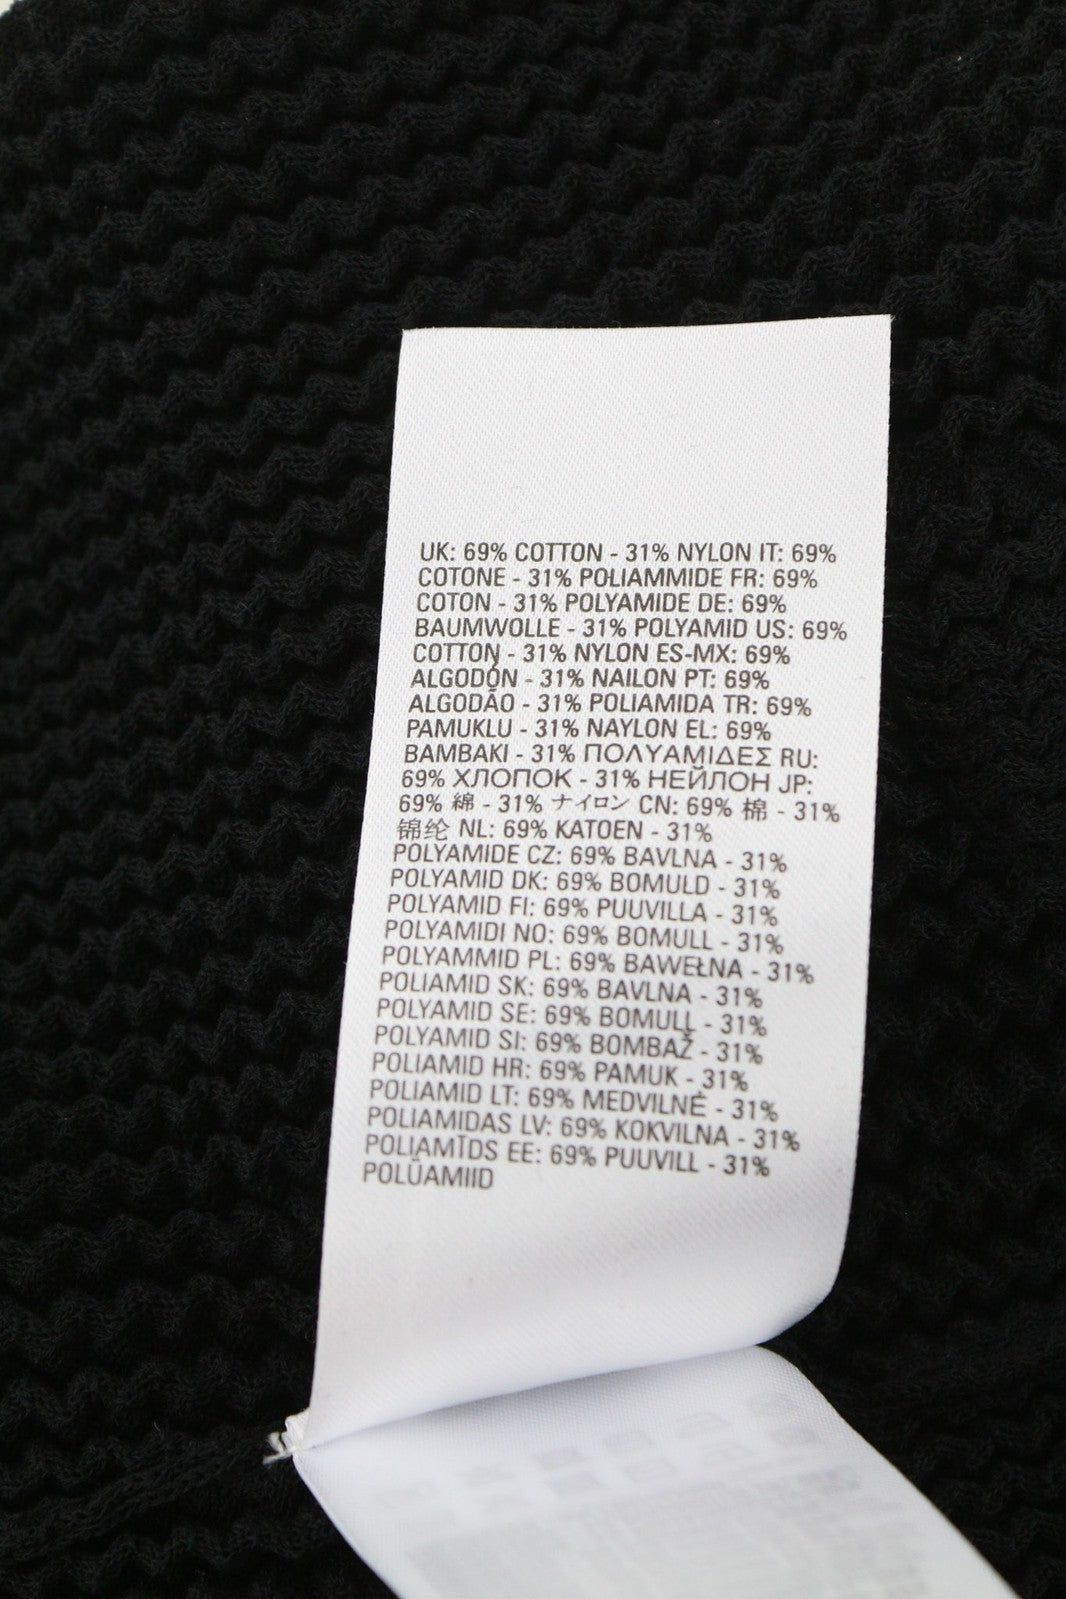 UK: 69% COTTON - 31% NYLON IT: 69%
COTONE - 31% POLIAMMIDE FR: 69%
COTON - 31% POLYAMIDE DE: 69%
BAUMWOLLE - 31% POLYAMID US: 69%
COTTON - 31% NYLON ES-MX: 69%
ALGODÓN - 31% NAILON PT: 69%
ALGODÃO - 31% POLIAMIDA TR: 69%
PAMUKLU - 31% NAYLON EL: 69%
ΒΑΜΒΑΚΙ - 31% ΠΟΛΥΑΜΙΔΕΣ RU:
69% ХЛОПОК - 31% НЕЙЛОН JP:
69% 綿 - 31% ナイロン CN: 69% 棉 - 31%
锦纶 NL: 69% KATOEN - 31%
POLYAMIDE CZ: 69% BAVLNA - 31%
POLYAMID DK: 69% BOMULD - 31%
POLYAMID FI: 69% PUUVILLA - 31%
POLYAMIDI NO: 69% BOMULL - 31%
POLYAMMID PL: 69% BAWEŁNA - 31%
POLIAMID SK: 69% BAVLNA - 31%
POLYAMID SE: 69% BOMULL - 31%
POLYAMID SI: 69% BOMBAŽ - 31%
POLIAMID HR: 69% PAMUK - 31%
POLIAMID LT: 69% MEDVILNĖ - 31%
POLIAMIDAS LV: 69% KOKVILNA - 31%
POLIAMĪDS EE: 69% PUUVILL - 31%
POLÜAMIID